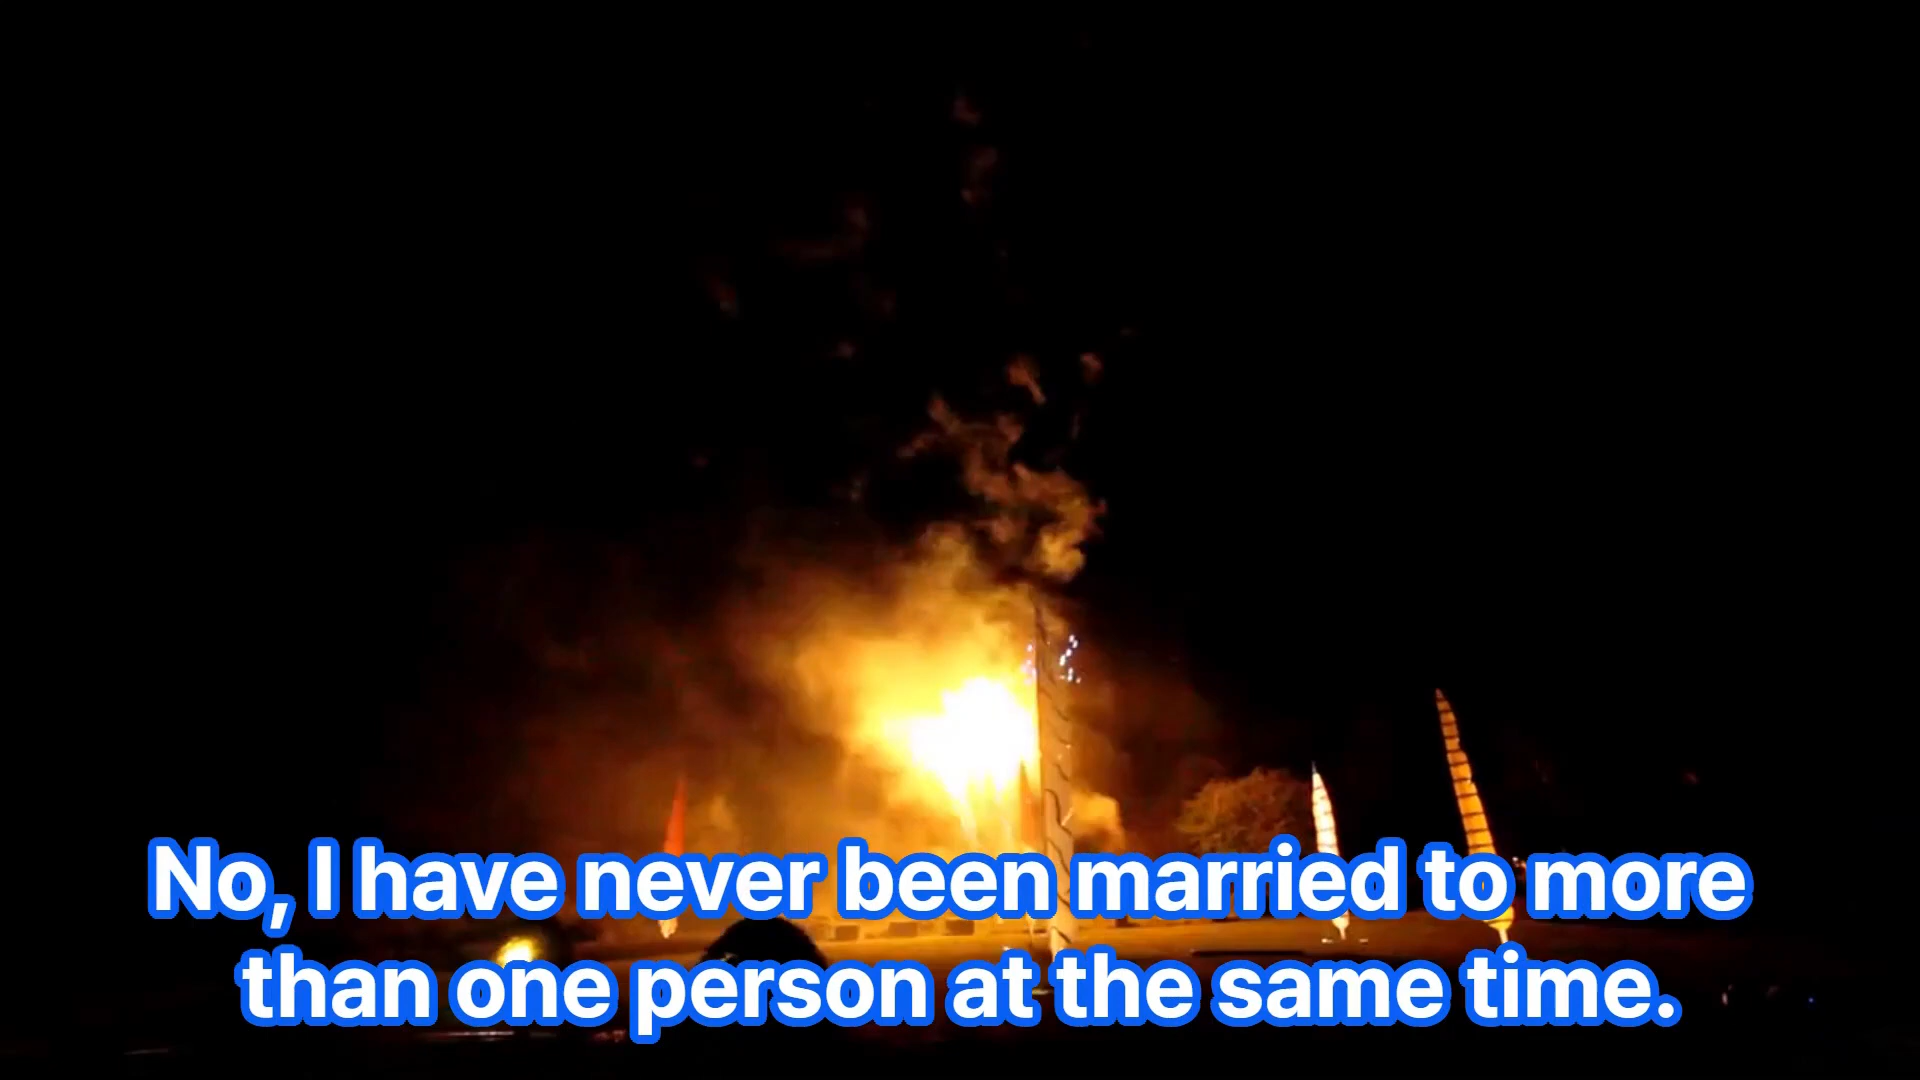 No, I have never been married to more
than one person at the same time.